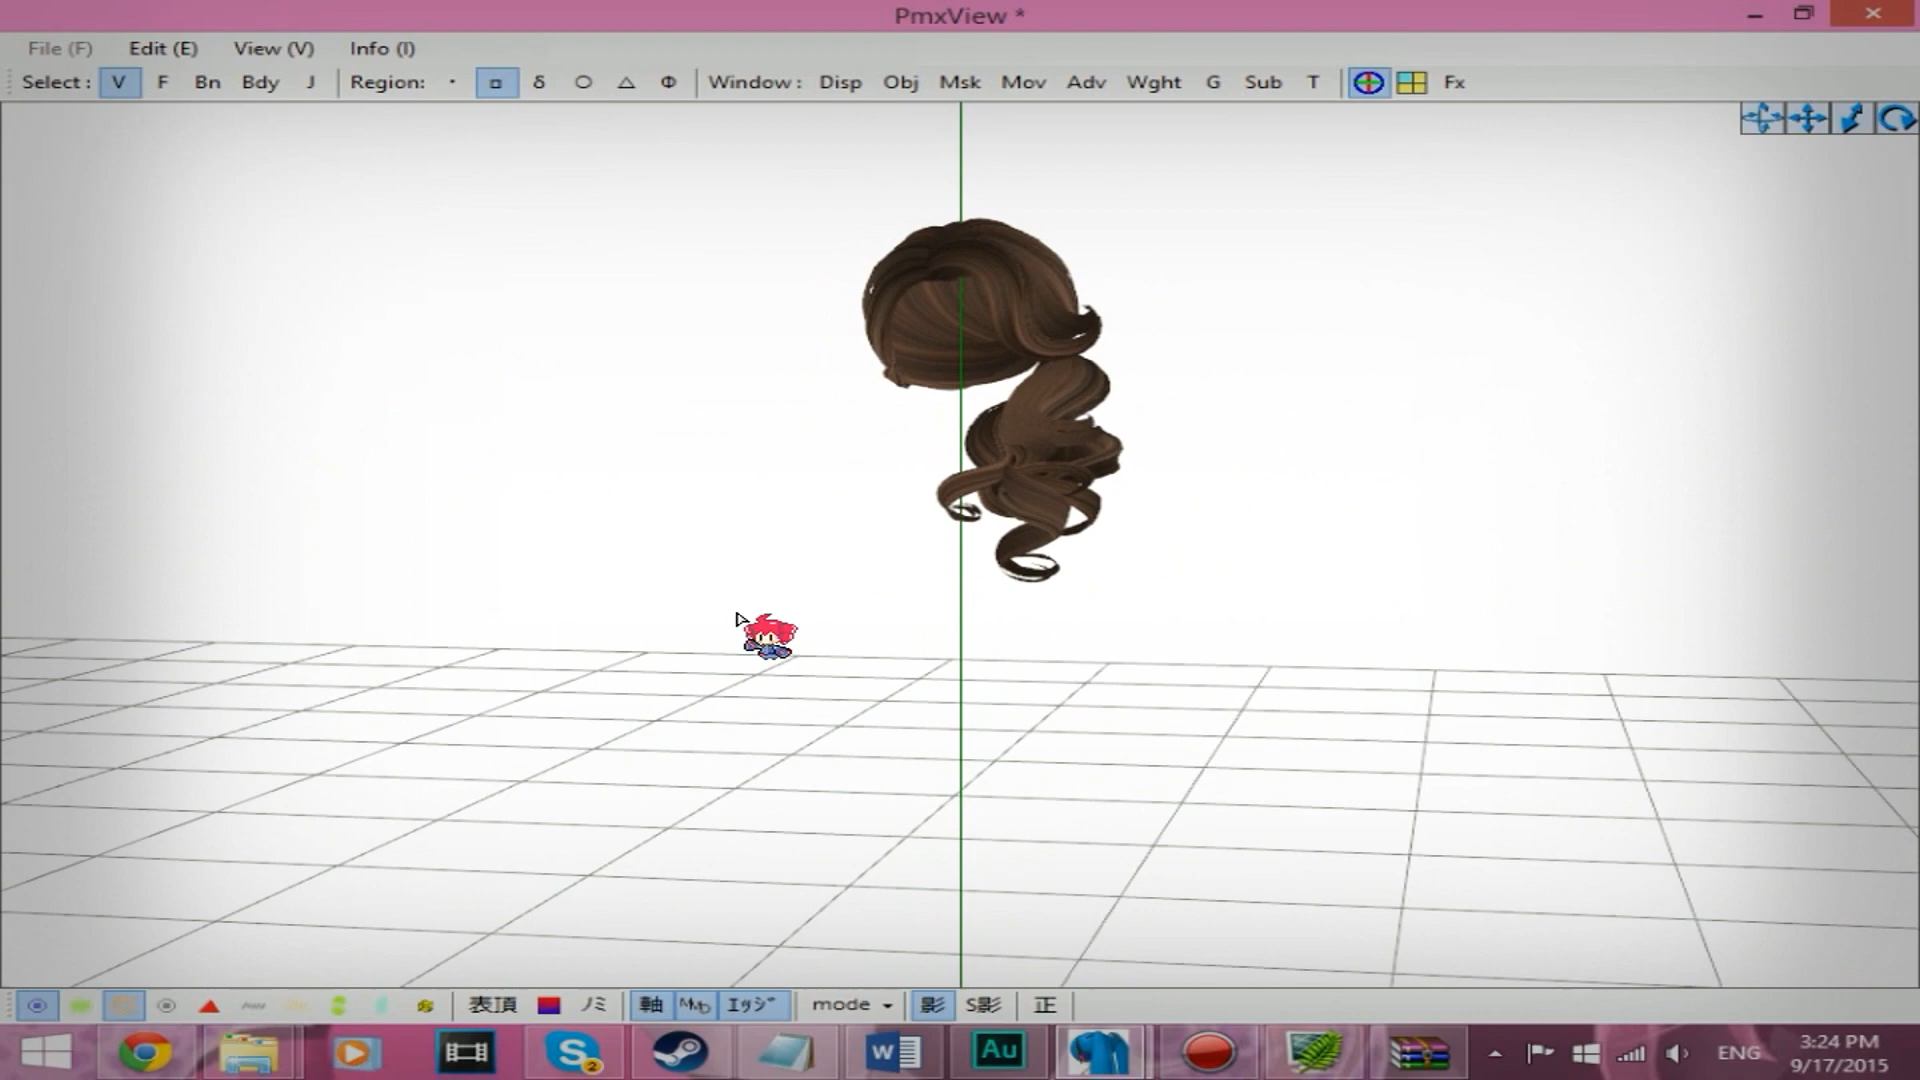 PmxView *
File (F) Edit (E) View (V) Info (I)
Select : V F Bn Bdy J Region: Window : Disp Obj Msk Mov Adv Wght G Sub T Fx
表頂 ノミ 軸 MMD ｴｯｼﾞ mode 影 S影 正
S 2 W Au ENG 3:24 PM
9/17/2015